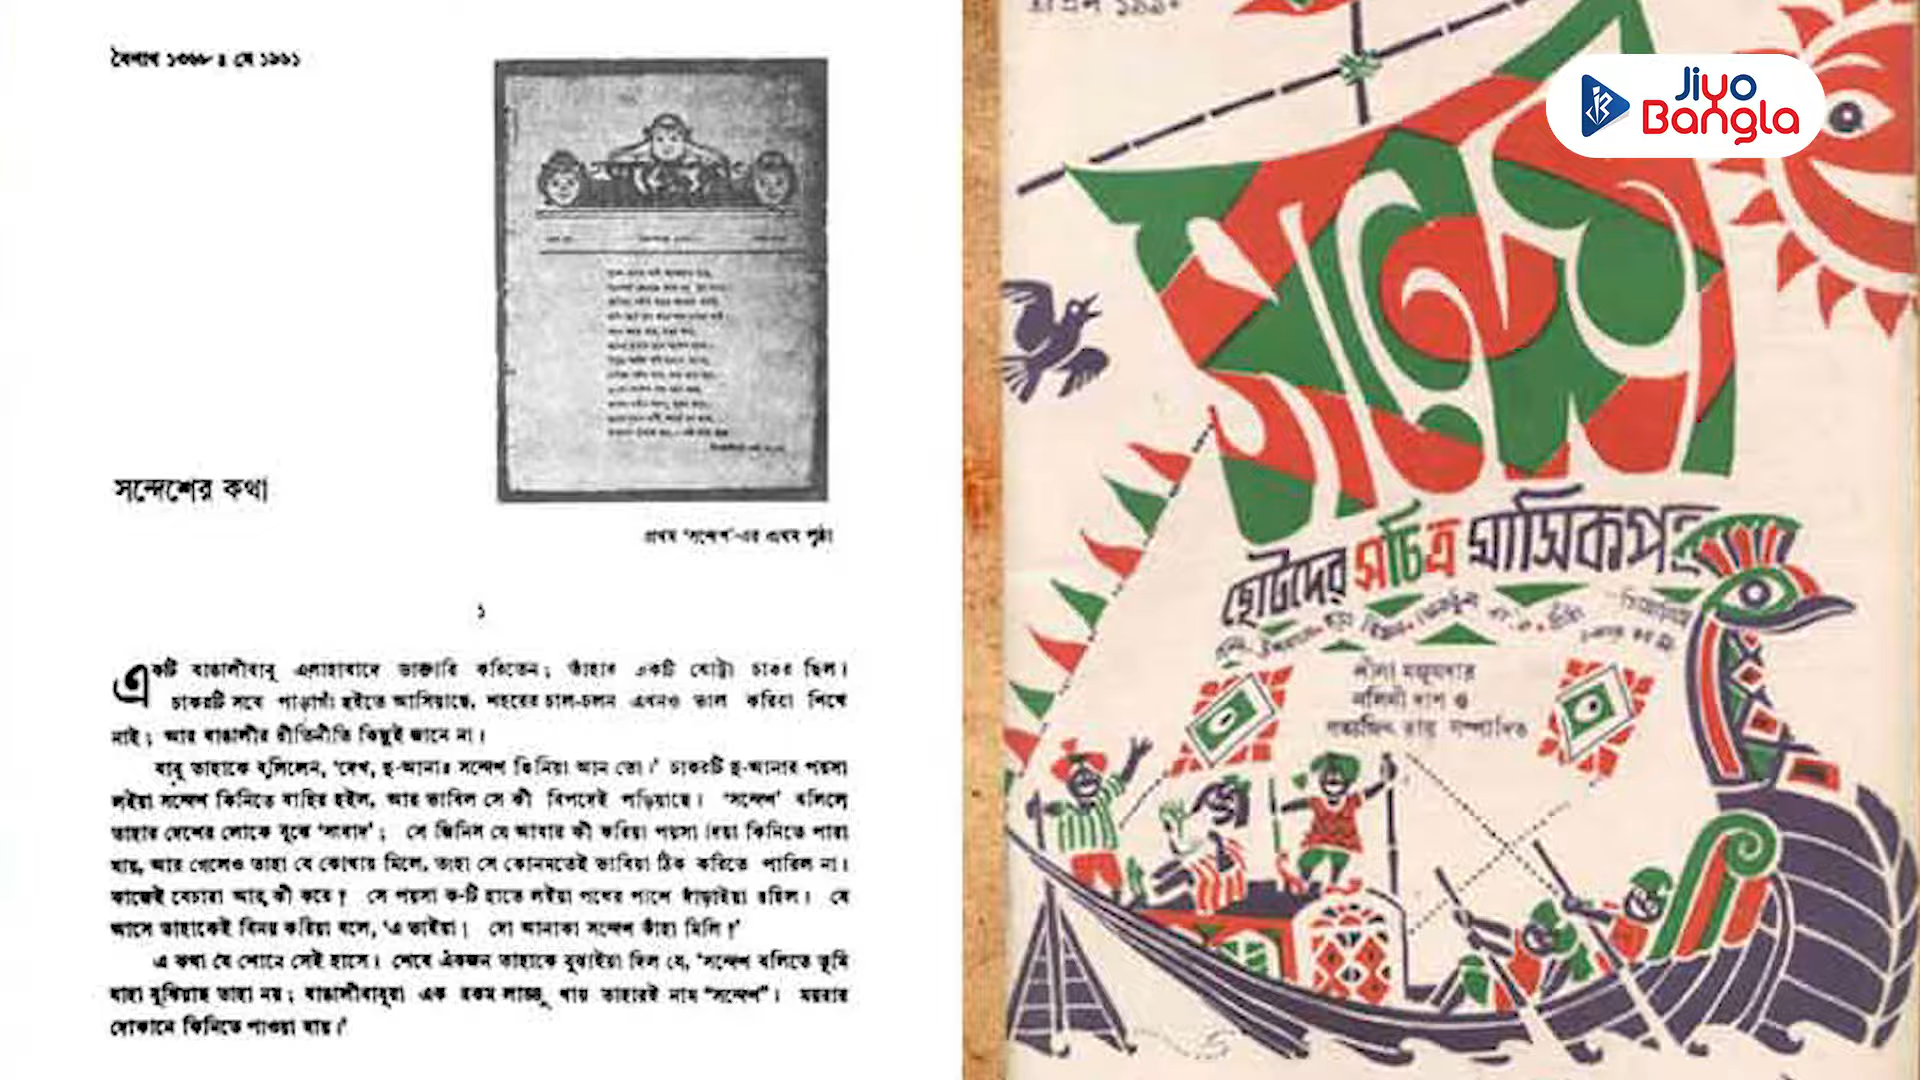 বৈশাখ ১৩৬৮ : মে ১৯৬১
সন্দেশের কথা
প্রথম 'সন্দেশ'-এর প্রথম পৃষ্ঠা
১
একটি বাঙালীবাবু এলাহাবাদে ডাক্তারি করিতেন; তাঁহার একটি খোট্টা চাকর ছিল।
চাকরটি সবে পাড়াগাঁ হইতে আসিয়াছে, শহরের চাল-চলন এখনও ভাল করিয়া শিখে
নাই; আর বাঙালীর রীতিনীতি কিছুই জানে না।
বাবু তাহাকে বলিলেন, 'দেখ, দু-আনার সন্দেশ কিনিয়া আন তো।' চাকরটি দু-আনার পয়সা
লইয়া সন্দেশ কিনিতে বাহির হইল, আর ভাবিল সে কী বিপদেই পড়িয়াছে। 'সন্দেশ' বলিলে
তাহার দেশের লোকে বুঝে 'সংবাদ'; সে জিনিস যে আবার কী করিয়া পয়সা দিয়া কিনিতে পারা
যায়, আর গেলেও তাহা যে কোথায় মিলে, তাহা সে কোনমতেই ভাবিয়া ঠিক করিতে পারিল না।
কাজেই বেচারা আর কী করে? সে পয়সা ক-টি হাতে লইয়া পথের পাশে দাঁড়াইয়া রহিল। যে
আসে তাহাকেই বিনয় করিয়া বলে, 'এ ভাইয়া! দো আনাকা সন্দেশ কাঁহা মিলি?'
এ কথা যে শোনে সেই হাসে। শেষে একজন তাহাকে বুঝাইয়া দিল যে, 'সন্দেশ বলিতে তুমি
যাহা বুঝিয়াছ তাহা নয়; বাঙালীবাবুরা এক রকম লাড্ডু খায় তাহারই নাম "সন্দেশ"। ময়রার
দোকানে কিনিতে পাওয়া যায়।'
Jiyo
Bangla
সন্দেশ
ছোটদের সচিত্র মাসিকপত্র
লীলা মজুমদার
নলিনী দাশ ও
সত্যজিৎ রায় সম্পাদিত